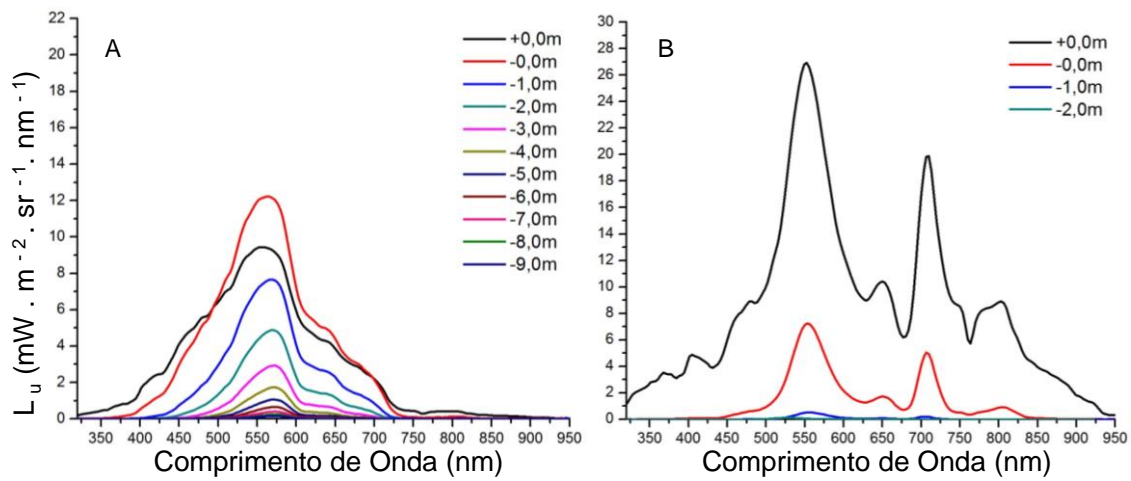 L u (mW . m - 2 . sr - 1 . nm - 1)
A
22
20
18
16
14
12
10
8
6
4
2
0
+0,0m
-0,0m
-1,0m
-2,0m
-3,0m
-4,0m
-5,0m
-6,0m
-7,0m
-8,0m
-9,0m
350 400 450 500 550 600 650 700 750 800 850 900 950
Comprimento de Onda (nm)
B
30
28
26
24
22
20
18
16
14
12
10
8
6
4
2
0
+0,0m
-0,0m
-1,0m
-2,0m
350 400 450 500 550 600 650 700 750 800 850 900 950
Comprimento de Onda (nm)